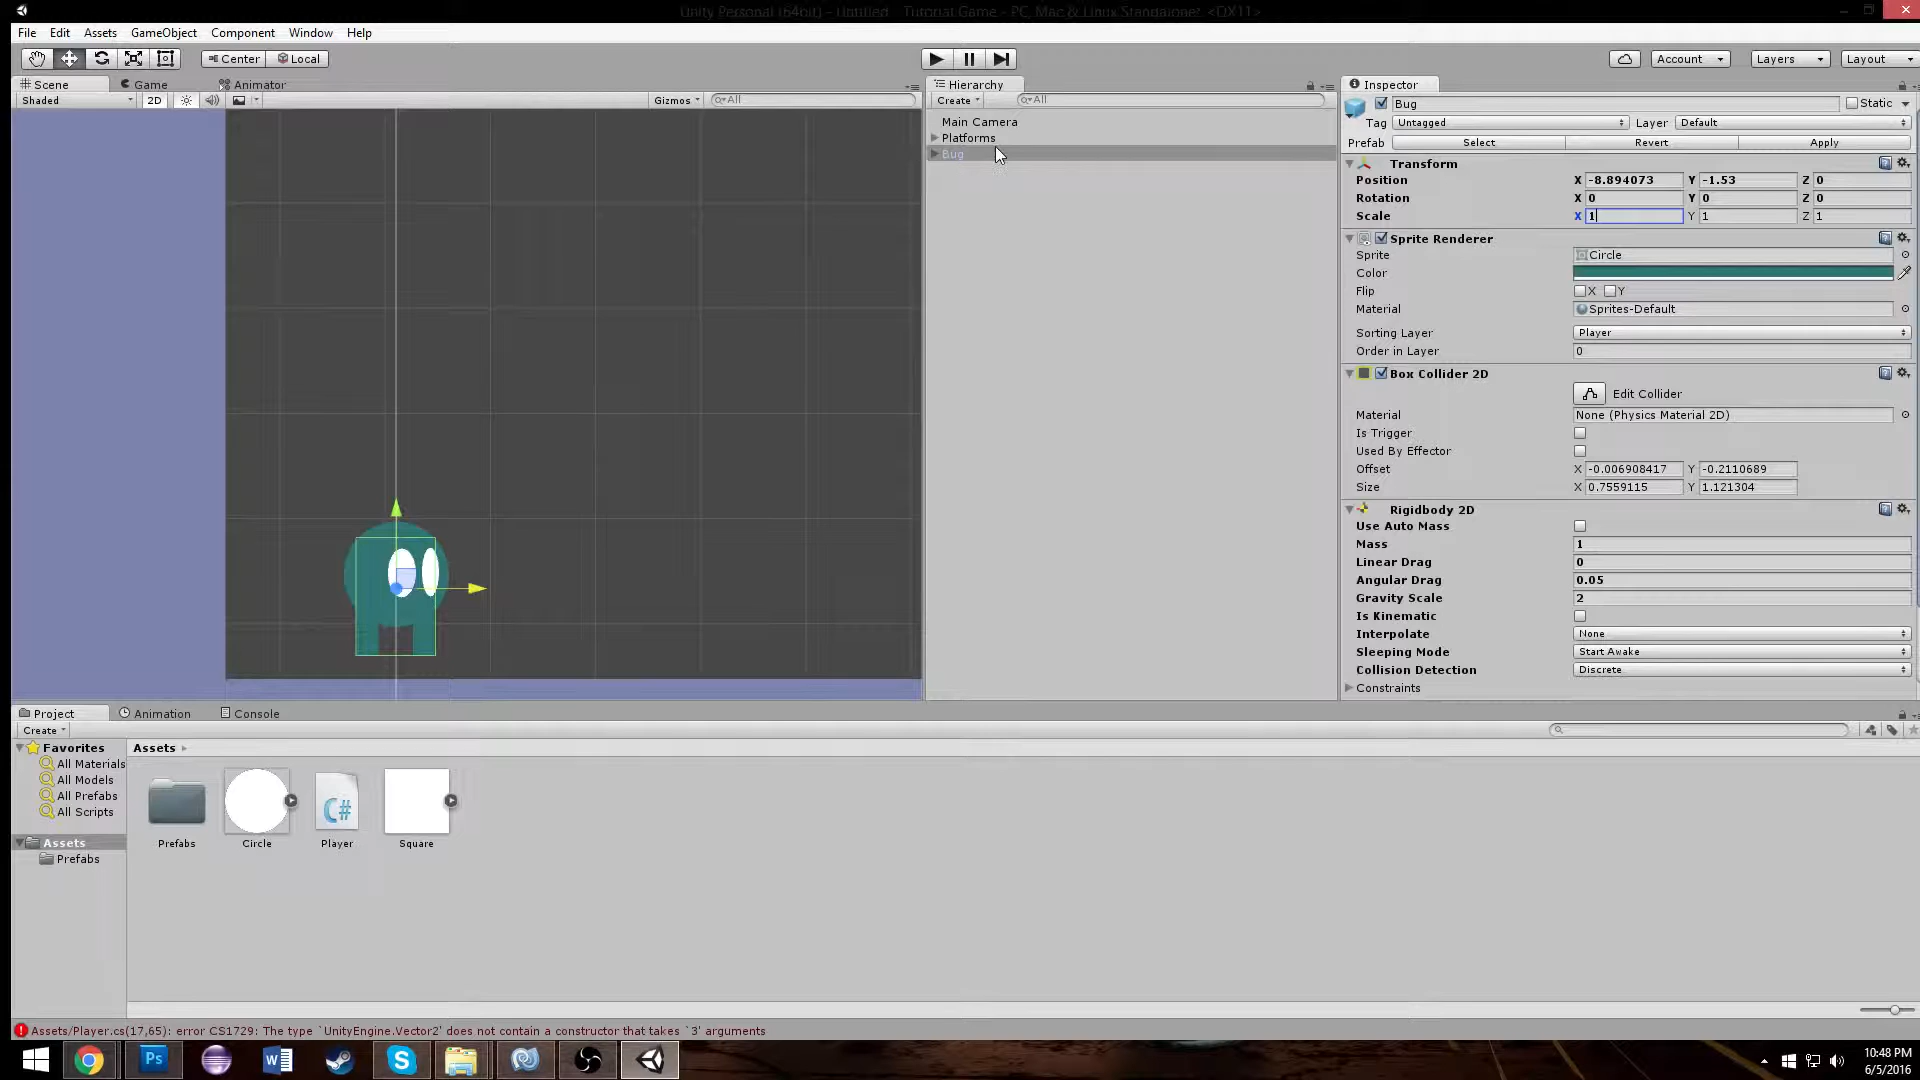 Unity Personal (64bit) - Untitled - Tutorial Game - PC, Mac & Linux Standalone* <DX11>
File Edit Assets GameObject Component Window Help
Center Local Account Layers Layout
Scene Game Animator Hierarchy Inspector
Shaded 2D Gizmos All Create All Bug Static
Main Camera Tag Untagged Layer Default
Platforms Prefab Select Revert Apply
Bug Transform
Position X -8.894073 Y -1.53 Z 0
Rotation X 0 Y 0 Z 0
Scale X 1 Y 1 Z 1
Sprite Renderer
Sprite Circle
Color
Flip X Y
Material Sprites-Default
Sorting Layer Player
Order in Layer 0
Box Collider 2D
Edit Collider
Material None (Physics Material 2D)
Is Trigger
Used By Effector
Offset X -0.006908417 Y -0.2110689
Size X 0.7559115 Y 1.121304
Rigidbody 2D
Use Auto Mass
Mass 1
Linear Drag 0
Angular Drag 0.05
Gravity Scale 2
Is Kinematic
Interpolate None
Sleeping Mode Start Awake
Collision Detection Discrete
Constraints
Project Animation Console
Create
Favorites Assets
All Materials
All Models
All Prefabs
All Scripts
Assets
Prefabs
Prefabs Circle Player Square
C#
Assets/Player.cs(17,65): error CS1729: The type `UnityEngine.Vector2' does not contain a constructor that takes `3' arguments
Ps
10:48 PM
6/5/2016